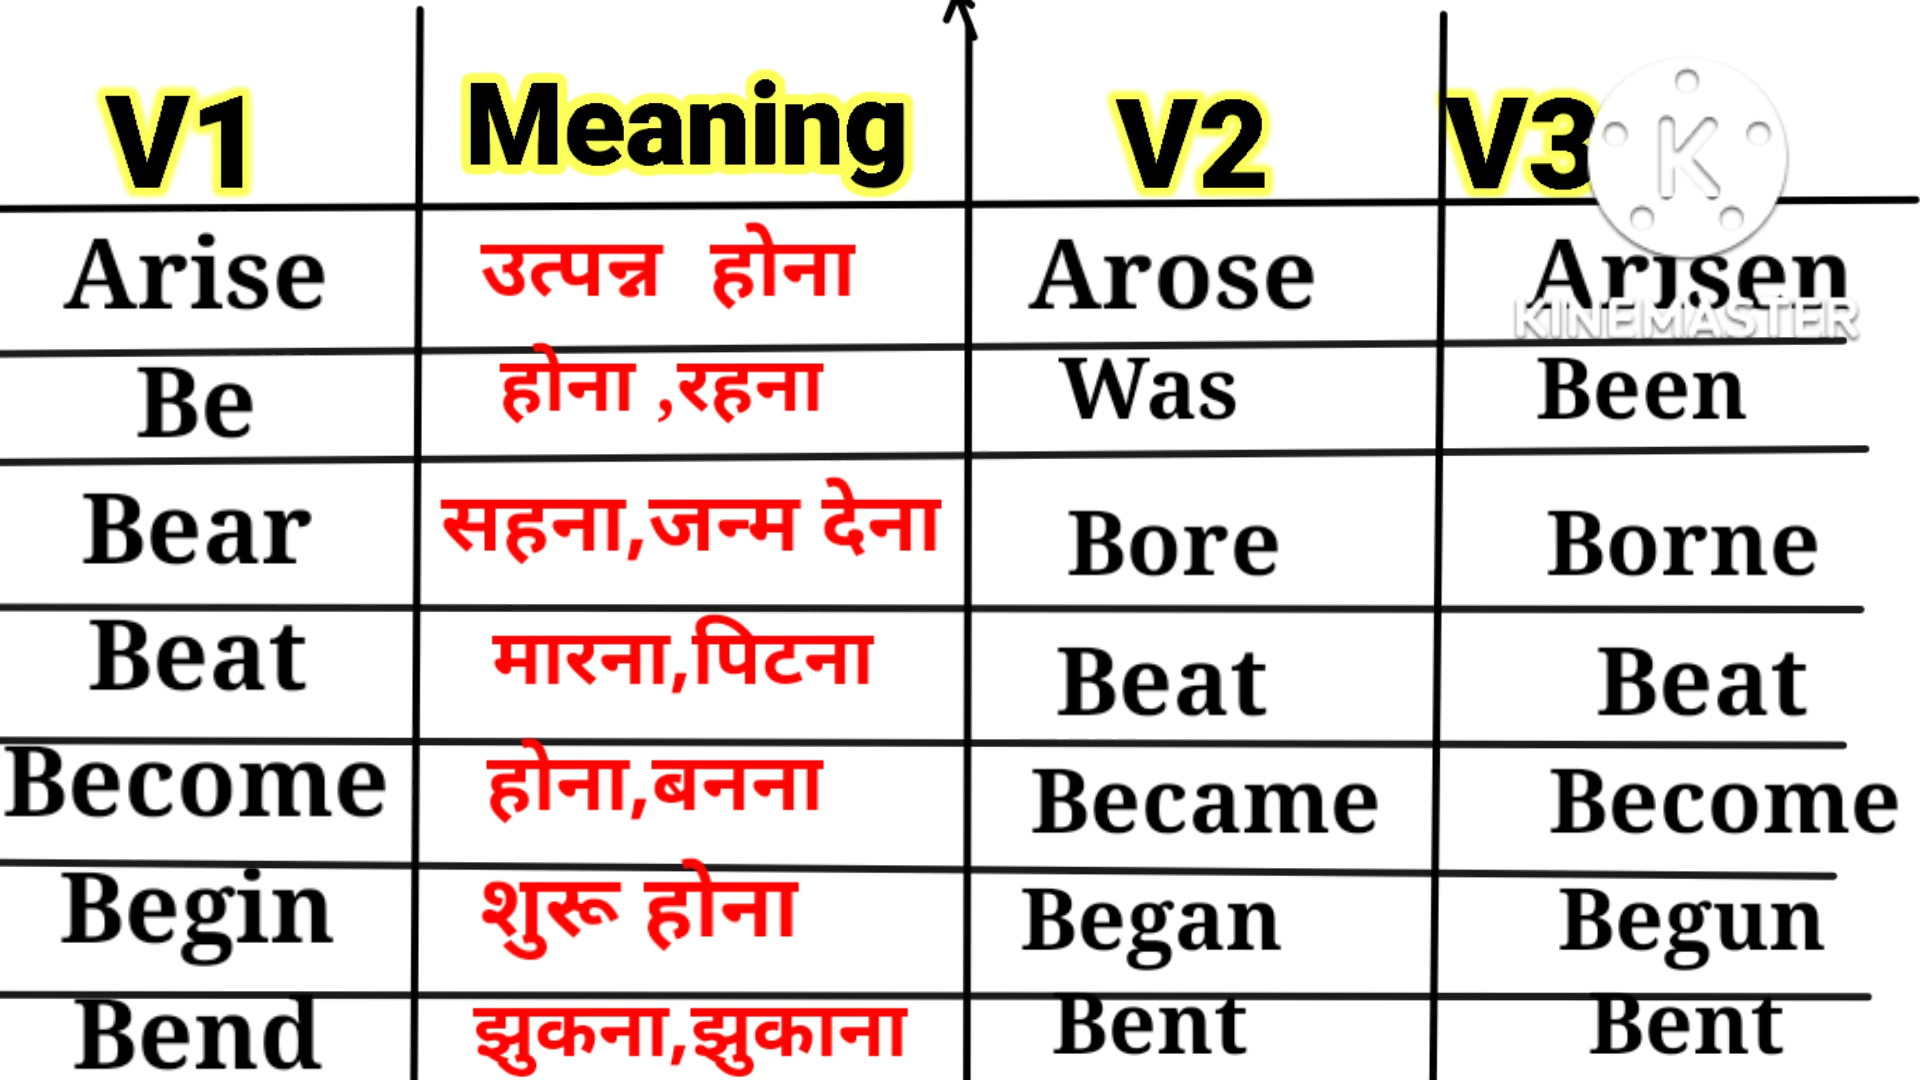 V1 Meaning V2 V3
Arise उत्पन्न होना Arose Arisen
KINEMASTER
Be होना ,रहना Was Been
Bear सहना,जन्म देना Bore Borne
Beat मारना,पिटना Beat Beat
Become होना,बनना Became Become
Begin शुरू होना Began Begun
Bend झुकना,झुकाना Bent Bent